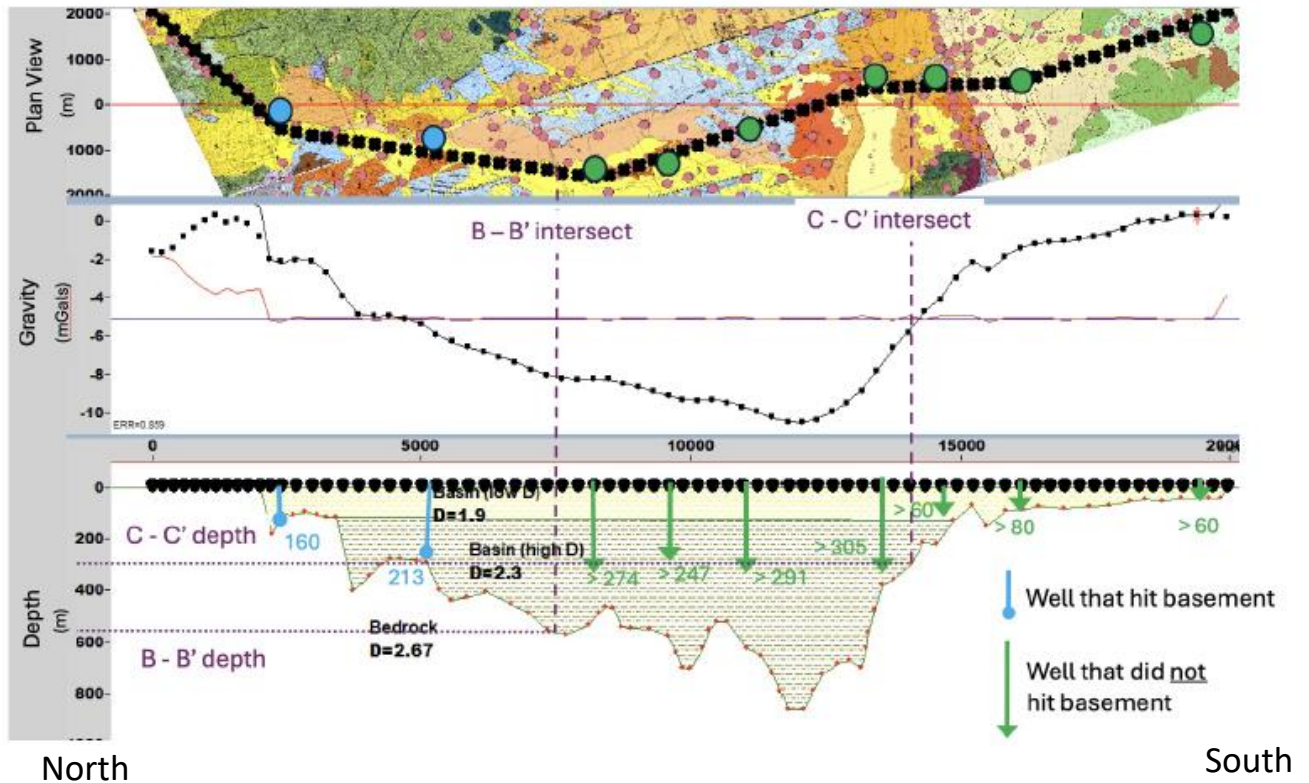 Plan View
(m)
2000
1000
0
1000
2000
B – B' intersect
C - C' intersect
Gravity
(mGals)
0
-2
-4
-6
-8
-10
ERR=0.859
0
5000
10000
15000
Depth
(m)
0
200
400
600
800
Basin (low D)
D=1.9
C - C' depth
160
Basin (high D)
D=2.3
213
> 274
> 247
> 291
> 305
> 60
> 80
> 60
Bedrock
D=2.67
B - B' depth
Well that hit basement
Well that did not
hit basement
North
South